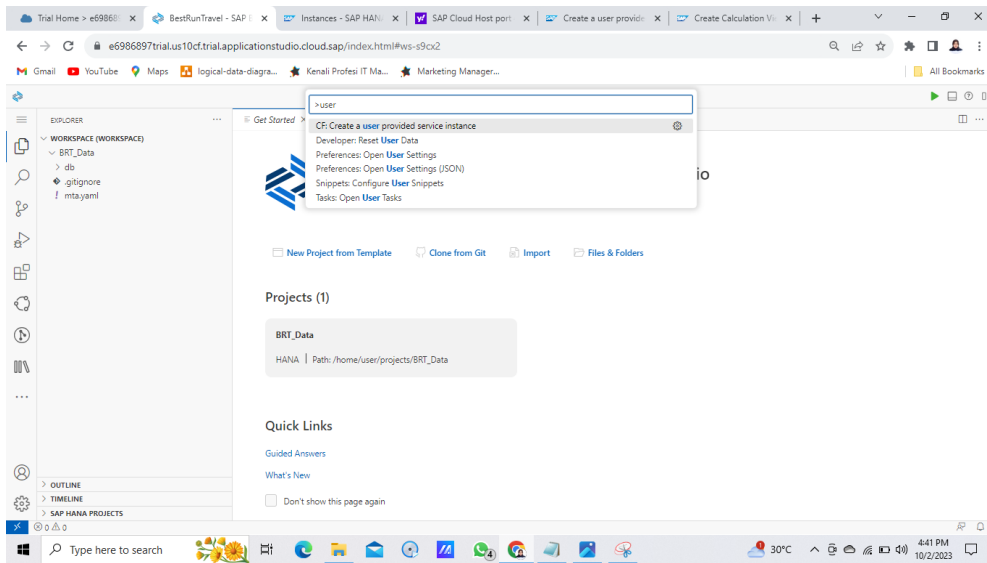 Trial Home > e69868
BestRunTravel - SAP
Instances - SAP HAN
SAP Cloud Host port
Create a user provide
Create Calculation Vi
e6986897trial.us10cf.trial.applicationstudio.cloud.sap/index.html#ws-s9cx2
Gmail YouTube Maps logical-data-diagra... Kenali Profesi IT Ma... Marketing Manager... All Bookmarks
>user
CF: Create a user provided service instance
Developer: Reset User Data
Preferences: Open User Settings
Preferences: Open User Settings (JSON)
Snippets: Configure User Snippets
Tasks: Open User Tasks
EXPLORER
WORKSPACE (WORKSPACE)
BRT_Data
db
.gitignore
mta.yaml
OUTLINE
TIMELINE
SAP HANA PROJECTS
Get Started
io
New Project from Template Clone from Git Import Files & Folders
Projects (1)
BRT_Data
HANA | Path: /home/user/projects/BRT_Data
Quick Links
Guided Answers
What's New
Don't show this page again
0 0
Type here to search
4
30°C
4:41 PM
10/2/2023